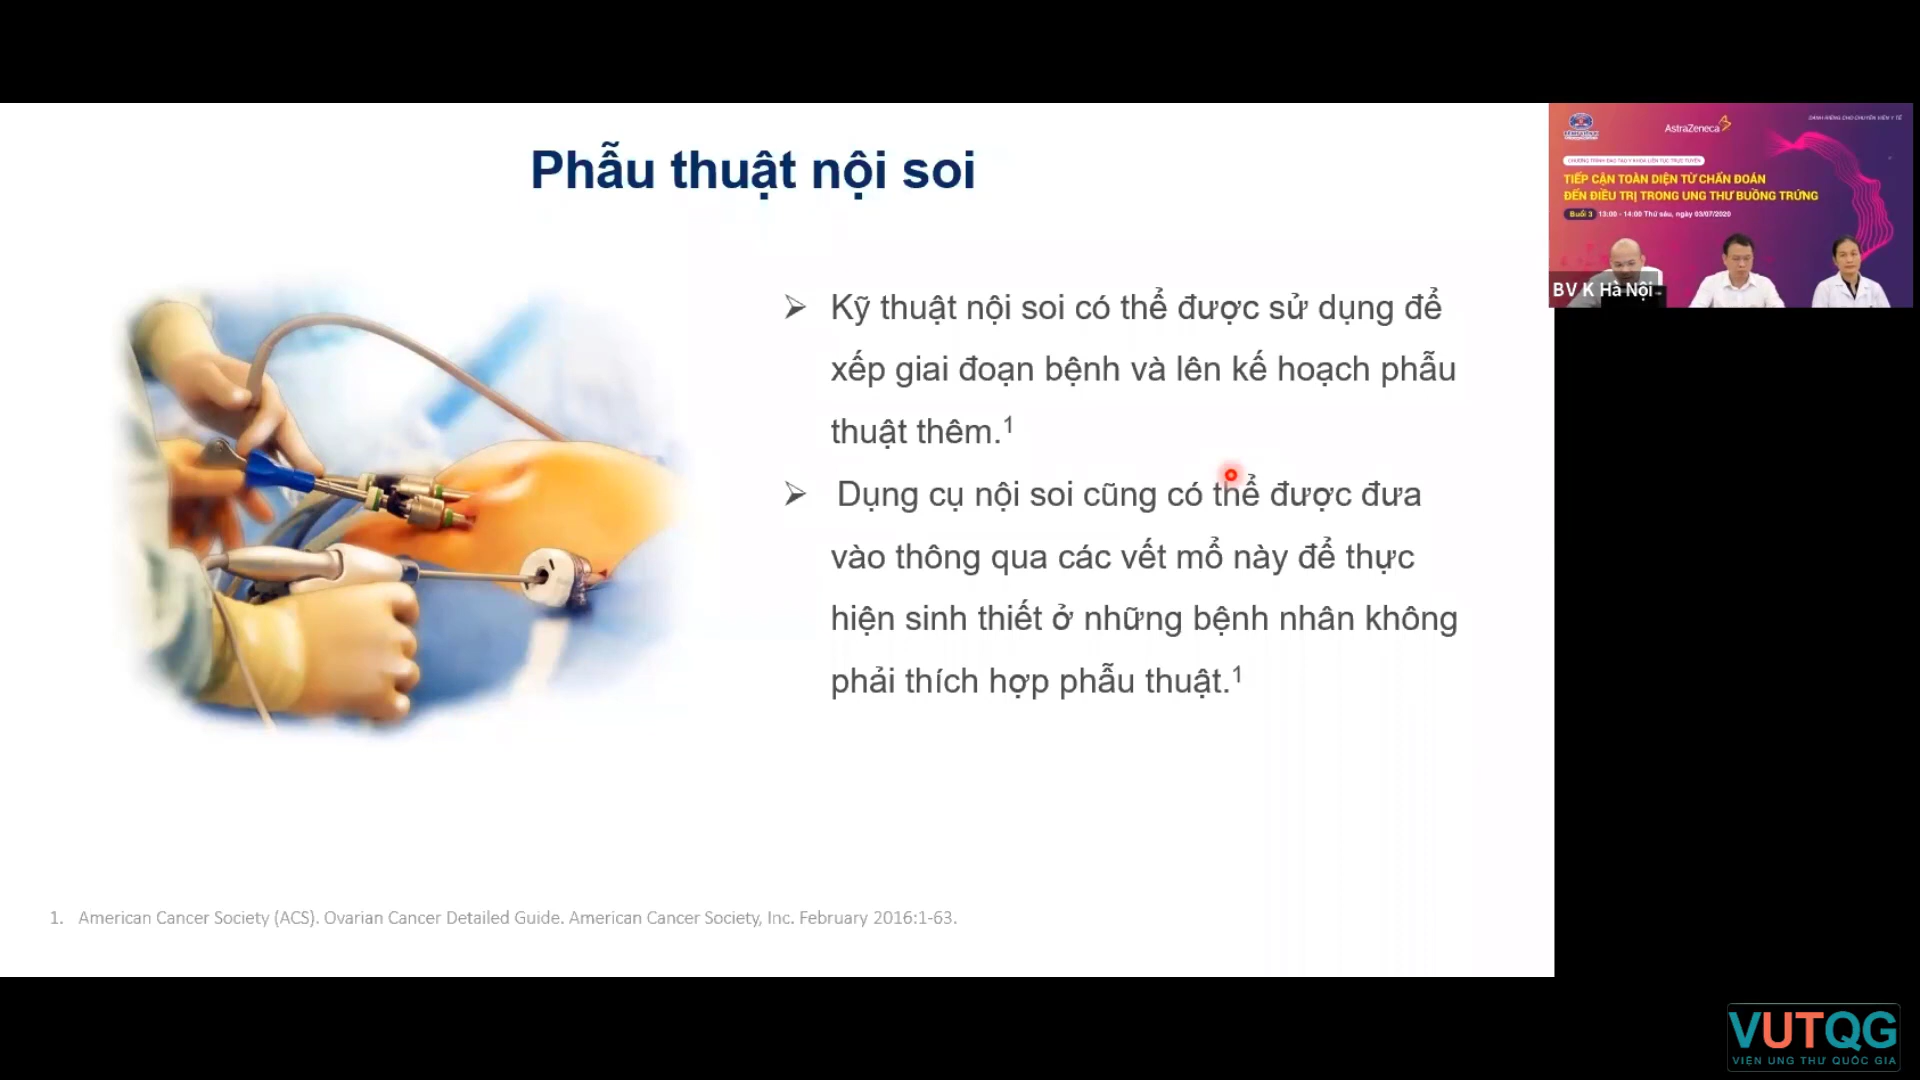 Phẫu thuật nội soi
➢ Kỹ thuật nội soi có thể được sử dụng để
xếp giai đoạn bệnh và lên kế hoạch phẫu
thuật thêm.¹
➢ Dụng cụ nội soi cũng có thể được đưa
vào thông qua các vết mổ này để thực
hiện sinh thiết ở những bệnh nhân không
phải thích hợp phẫu thuật.¹
1. American Cancer Society (ACS). Ovarian Cancer Detailed Guide. American Cancer Society, Inc. February 2016:1-63.
AstraZeneca
DÀNH RIÊNG CHO CHUYÊN VIÊN Y TẾ
CHƯƠNG TRÌNH ĐÀO TẠO Y KHOA LIÊN TỤC TRỰC TUYẾN
TIẾP CẬN TOÀN DIỆN TỪ CHẨN ĐOÁN
ĐẾN ĐIỀU TRỊ TRONG UNG THƯ BUỒNG TRỨNG
Buổi 3 13:00 - 14:00 Thứ sáu, ngày 03/07/2020
BV K Hà Nội
VUTQG
VIỆN UNG THƯ QUỐC GIA